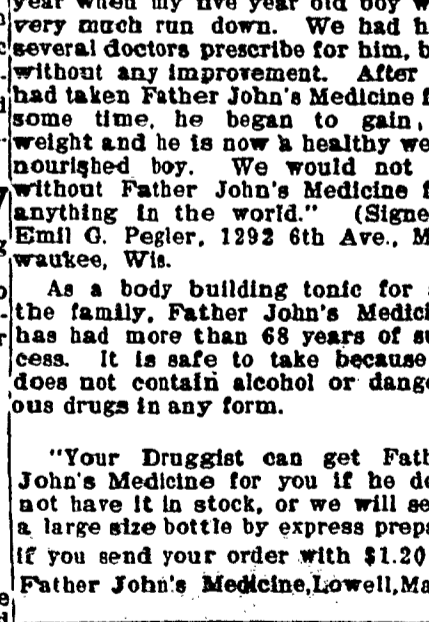 year when my five year old boy w
very much run down. We had h
several doctors prescribe for him, b
without any improvement. After
had taken Father John's Medicine f
some time, he began to gain,
weight and he is now a healthy we
nourished boy. We would not
without Father John's Medicine f
anything in the world." (Signe
Emil G. Pegler, 1292 6th Ave., M
waukee, Wis.
As a body building tonic for a
the family, Father John's Medici
has had more than 68 years of su
cess. It is safe to take because
does not contain alcohol or dange
ous drugs in any form.
"Your Druggist can get Fath
John's Medicine for you if he do
not have it in stock, or we will se
a large size bottle by express prepa
if you send your order with $1.20
Father John's Medicine, Lowell, Ma